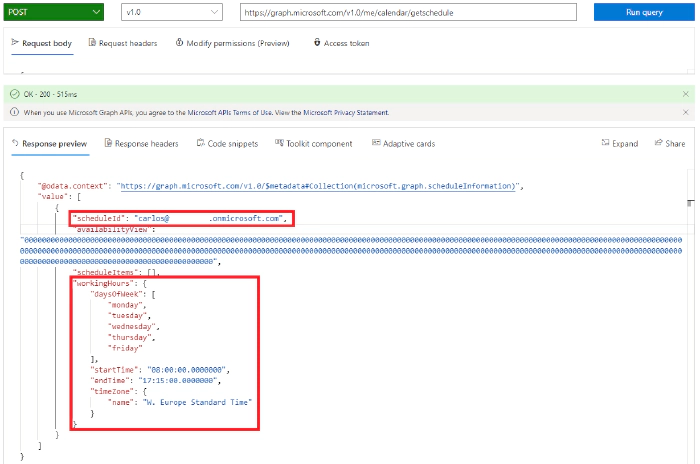 POST
v1.0
https://graph.microsoft.com/v1.0/me/calendar/getschedule
Run query
Request body
Request headers
Modify permissions (Preview)
Access token
OK - 200 - 515ms
When you use Microsoft Graph APIs, you agree to the Microsoft APIs Terms of Use. View the Microsoft Privacy Statement.
Response preview
Response headers
Code snippets
Toolkit component
Adaptive cards
Expand
Share
{
"@odata.context": "https://graph.microsoft.com/v1.0/$metadata#Collection(microsoft.graph.scheduleInformation)",
"value": [
{
"scheduleId": "carlos@ .onmicrosoft.com",
"availabilityView":
"scheduleItems": [],
"workingHours": {
"daysOfWeek": [
"monday",
"tuesday",
"wednesday",
"thursday",
"friday"
],
"startTime": "08:00:00.0000000",
"endTime": "17:15:00.0000000",
"timeZone": {
"name": "W. Europe Standard Time"
}
}
}
]
}